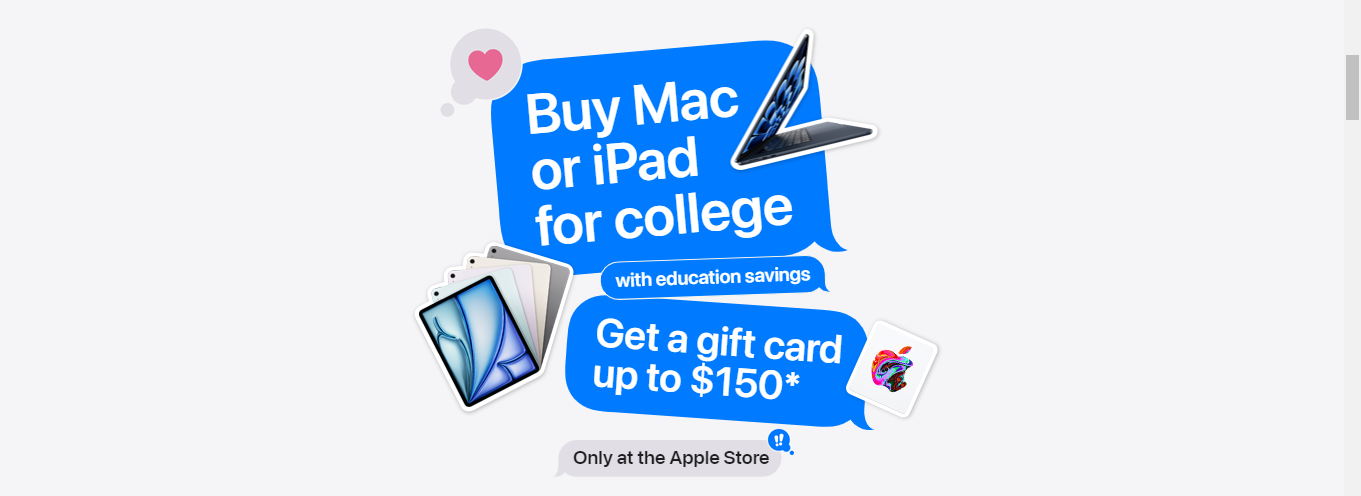 Buy Mac
or iPad
for college
with education savings
Get a gift card
up to $150*
Only at the Apple Store